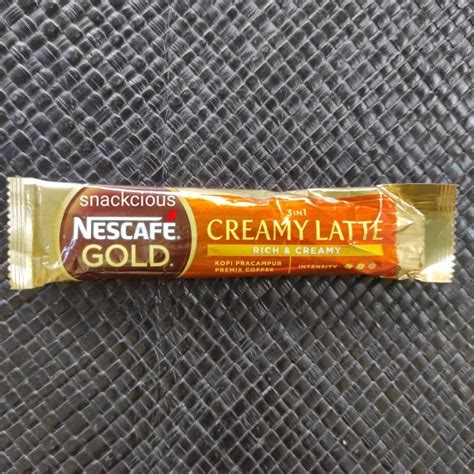 snackcious
NESCAFÉ
GOLD
3in1
CREAMY LATTE
RICH & CREAMY
KOPI PRACAMPUR
PREMIX COFFEE
INTENSITY